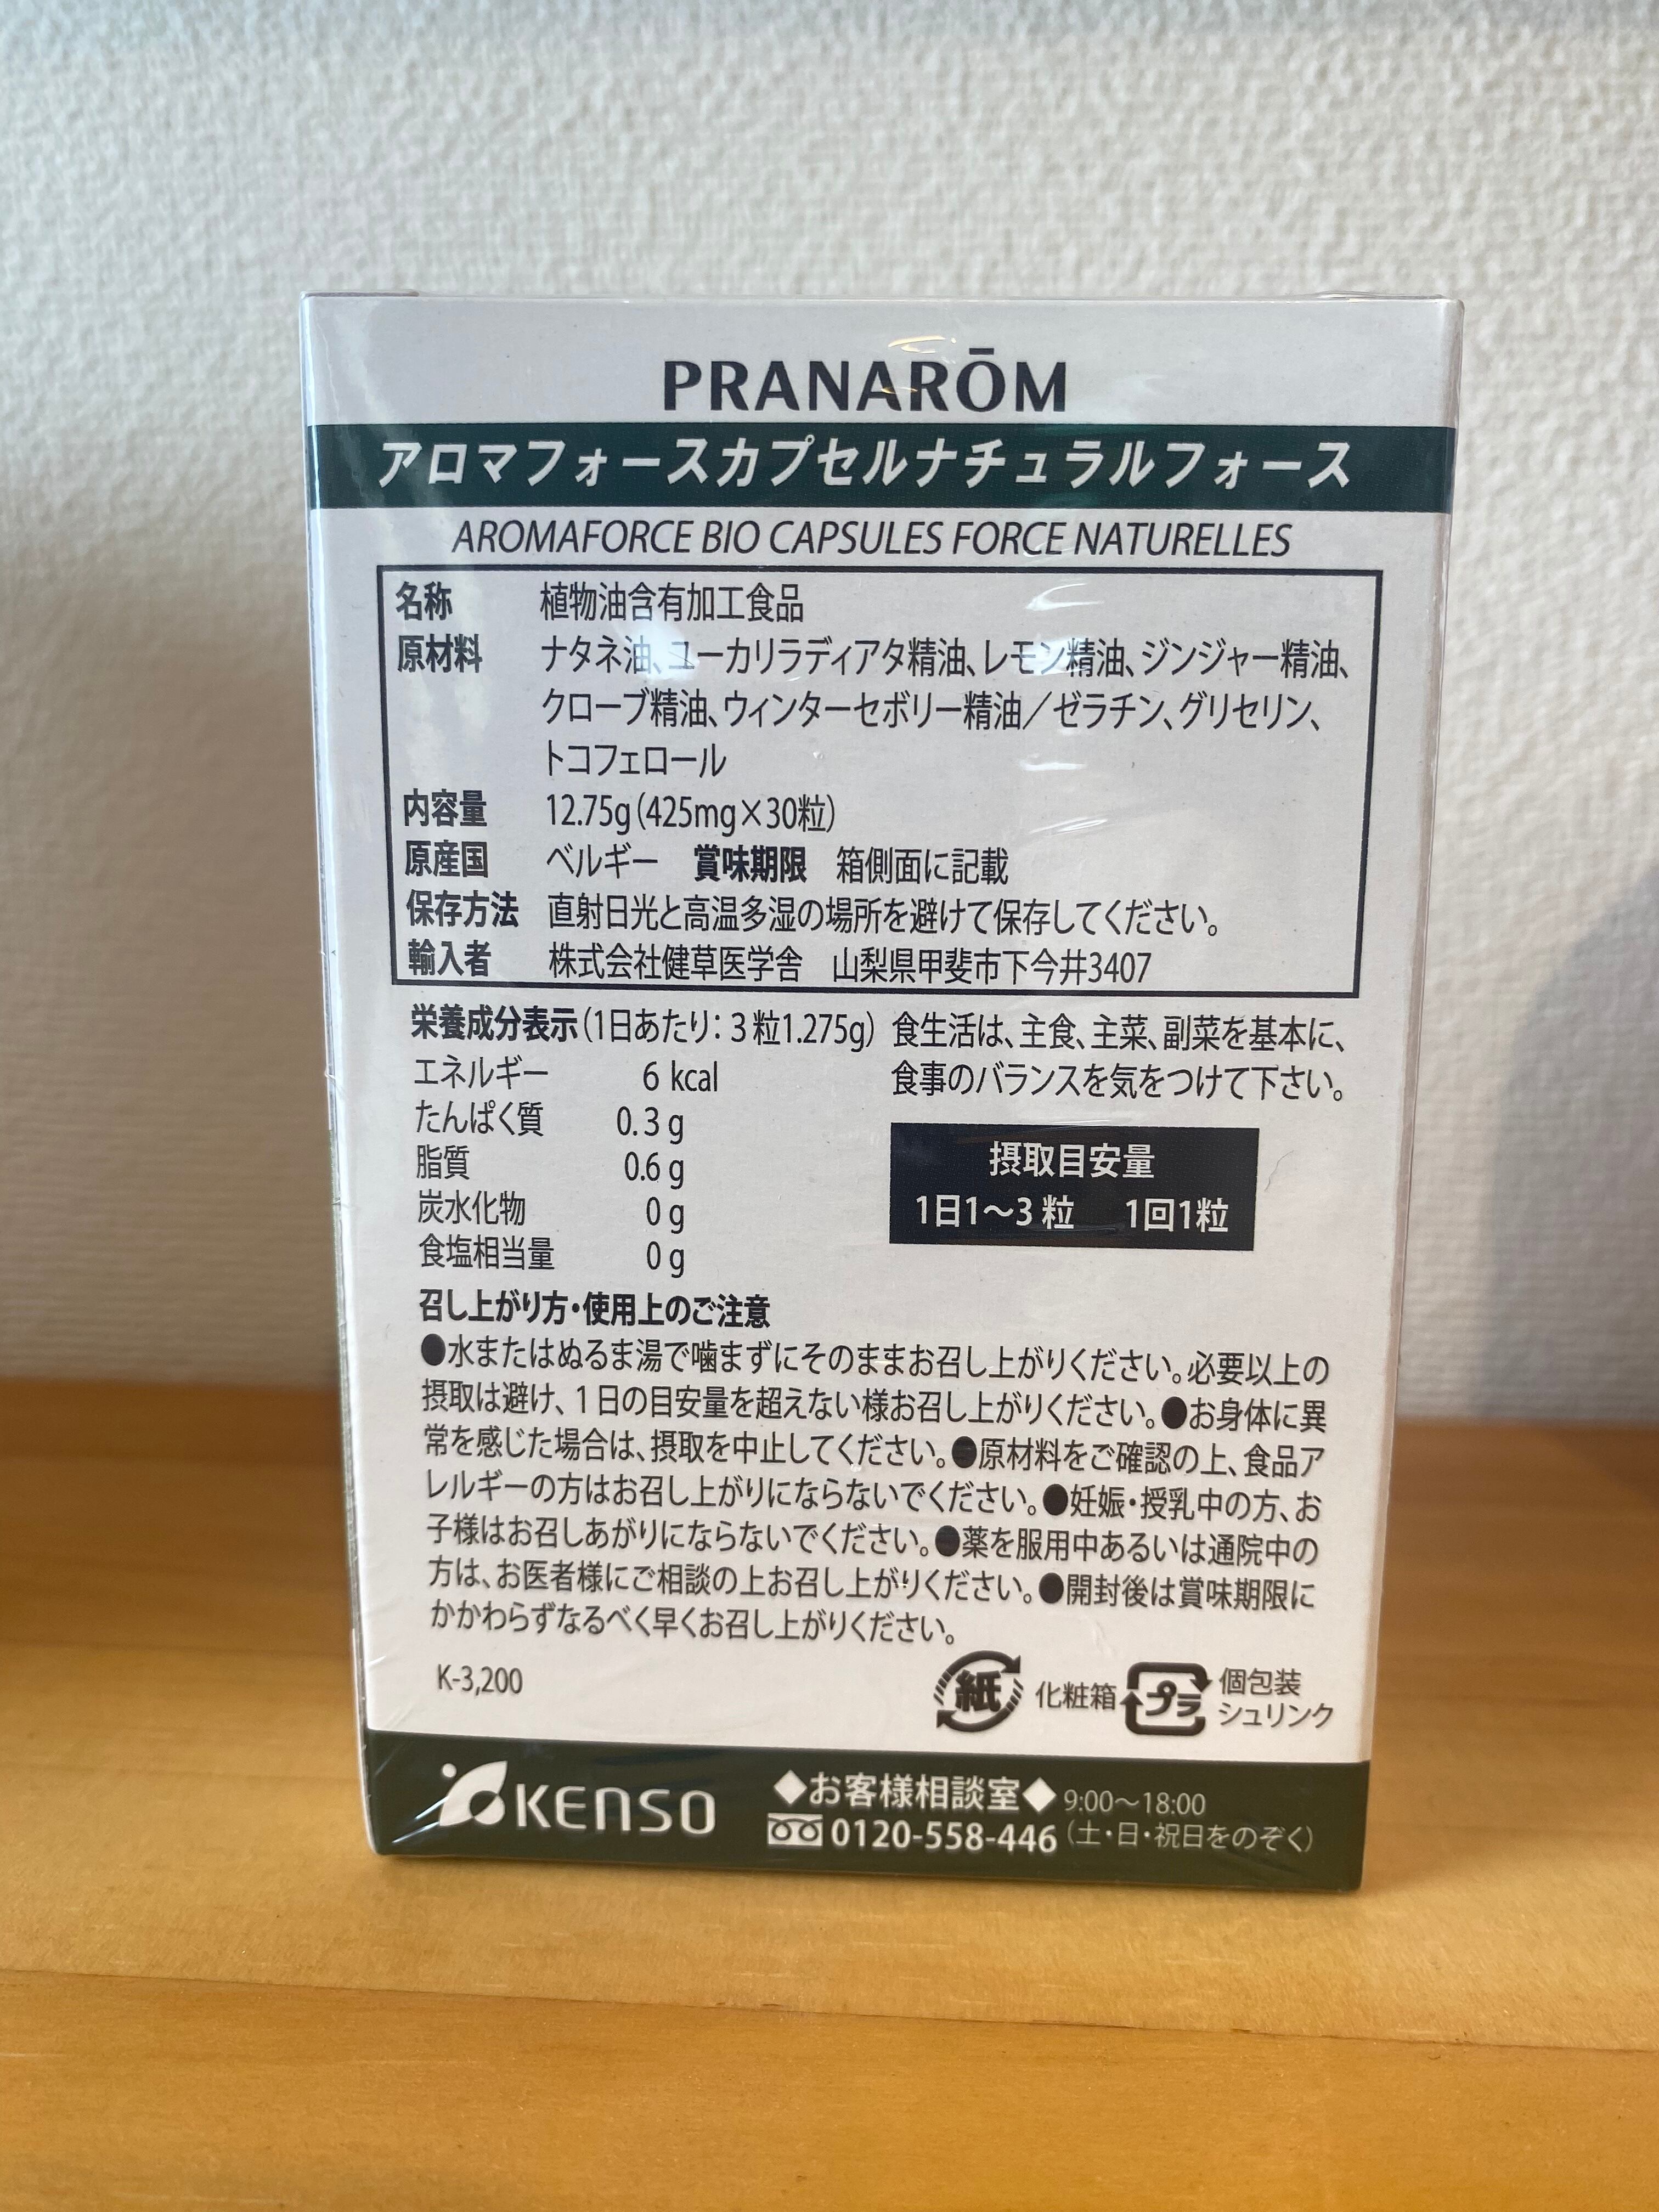 PRANARŌM
アロマフォースカプセルナチュラルフォース
AROMAFORCE BIO CAPSULES FORCE NATURELLES
名称 植物油含有加工食品
原材料 ナタネ油、ユーカリラディアタ精油、レモン精油、ジンジャー精油、
クローブ精油、ウィンターセボリー精油／ゼラチン、グリセリン、
トコフェロール
内容量 12.75g(425mg×30粒)
原産国 ベルギー 賞味期限 箱側面に記載
保存方法 直射日光と高温多湿の場所を避けて保存してください。
輸入者 株式会社健草医学舎 山梨県甲斐市下今井3407
栄養成分表示(1日あたり：3粒1.275g)
エネルギー 6 kcal
たんぱく質 0.3 g
脂質 0.6 g
炭水化物 0 g
食塩相当量 0 g
食生活は、主食、主菜、副菜を基本に、
食事のバランスを気をつけて下さい。
摂取目安量
1日1〜3粒 1回1粒
召し上がり方・使用上のご注意
●水またはぬるま湯で噛まずにそのままお召し上がりください。必要以上の
摂取は避け、1日の目安量を超えない様お召し上がりください。●お身体に異
常を感じた場合は、摂取を中止してください。●原材料をご確認の上、食品ア
レルギーの方はお召し上がりにならないでください。●妊娠・授乳中の方、お
子様はお召しあがりにならないでください。●薬を服用中あるいは通院中の
方は、お医者様にご相談の上お召し上がりください。●開封後は賞味期限に
かかわらずなるべく早くお召し上がりください。
K-3,200
紙 化粧箱 プラ 個包装
シュリンク
KENSO
◆お客様相談室◆ 9:00〜18:00
0120-558-446 (土・日・祝日をのぞく)